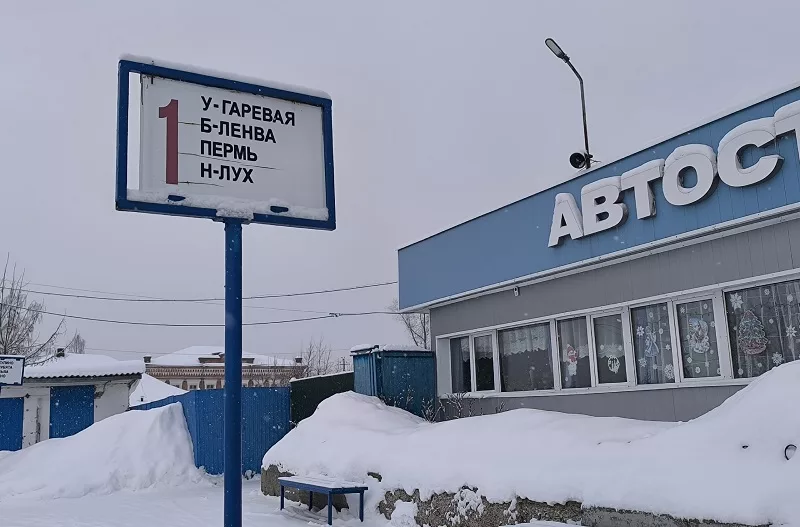 1
У-ГАРЕВАЯ
Б-ЛЕНВА
ПЕРМЬ
Н-ЛУХ
АВТОСТ